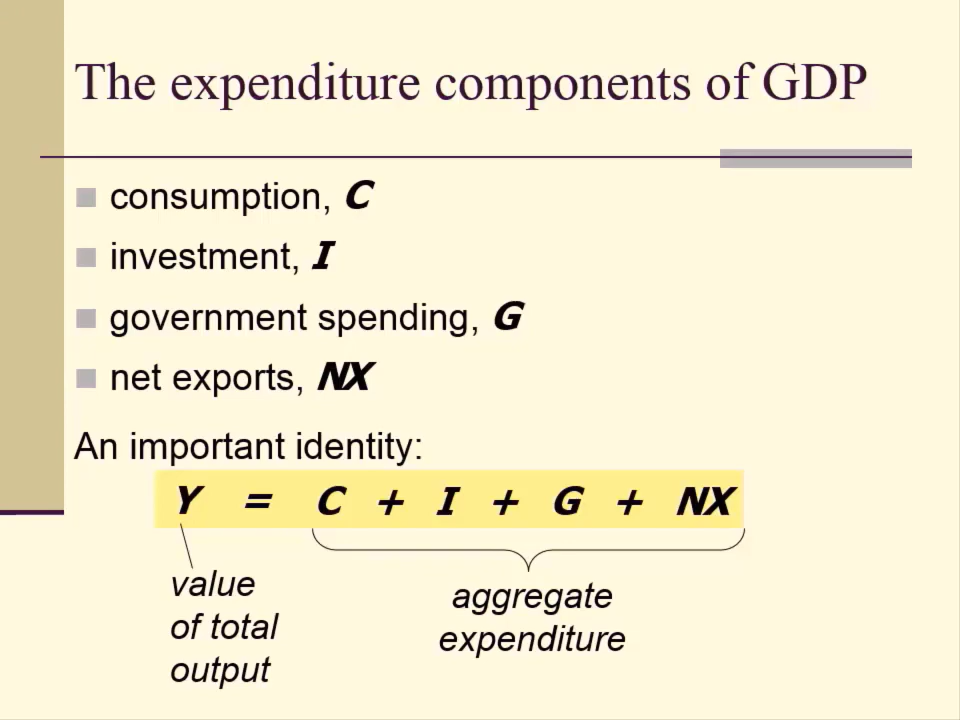 The expenditure components of GDP
consumption, C
investment, I
government spending, G
net exports, NX
An important identity:
Y = C + I + G + NX
value
of total
output
aggregate
expenditure